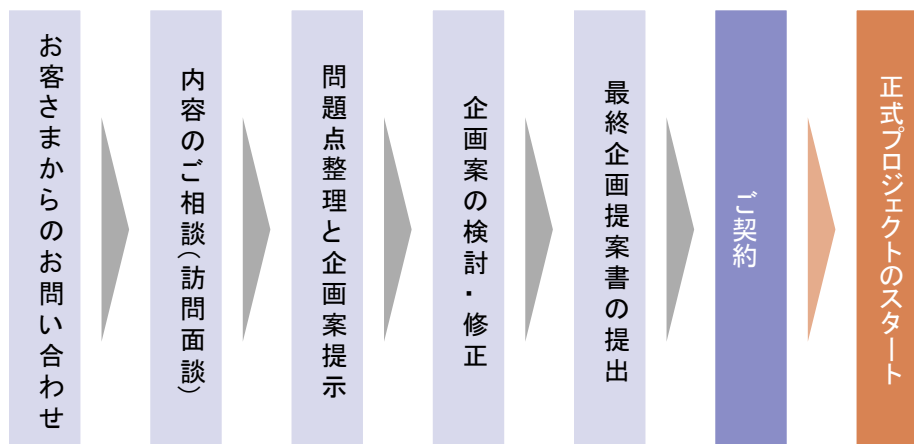 お客さまからのお問い合わせ
内容のご相談(訪問面談)
問題点整理と企画案提示
企画案の検討・修正
最終企画提案書の提出
ご契約
正式プロジェクトのスタート